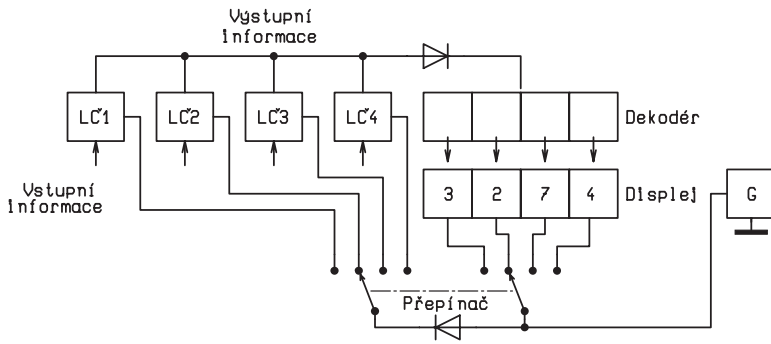 Výstupní
informace
LČ1
LČ2
LČ3
LČ4
Dekodér
Vstupní
informace
3
2
7
4
Displej
G
Přepínač